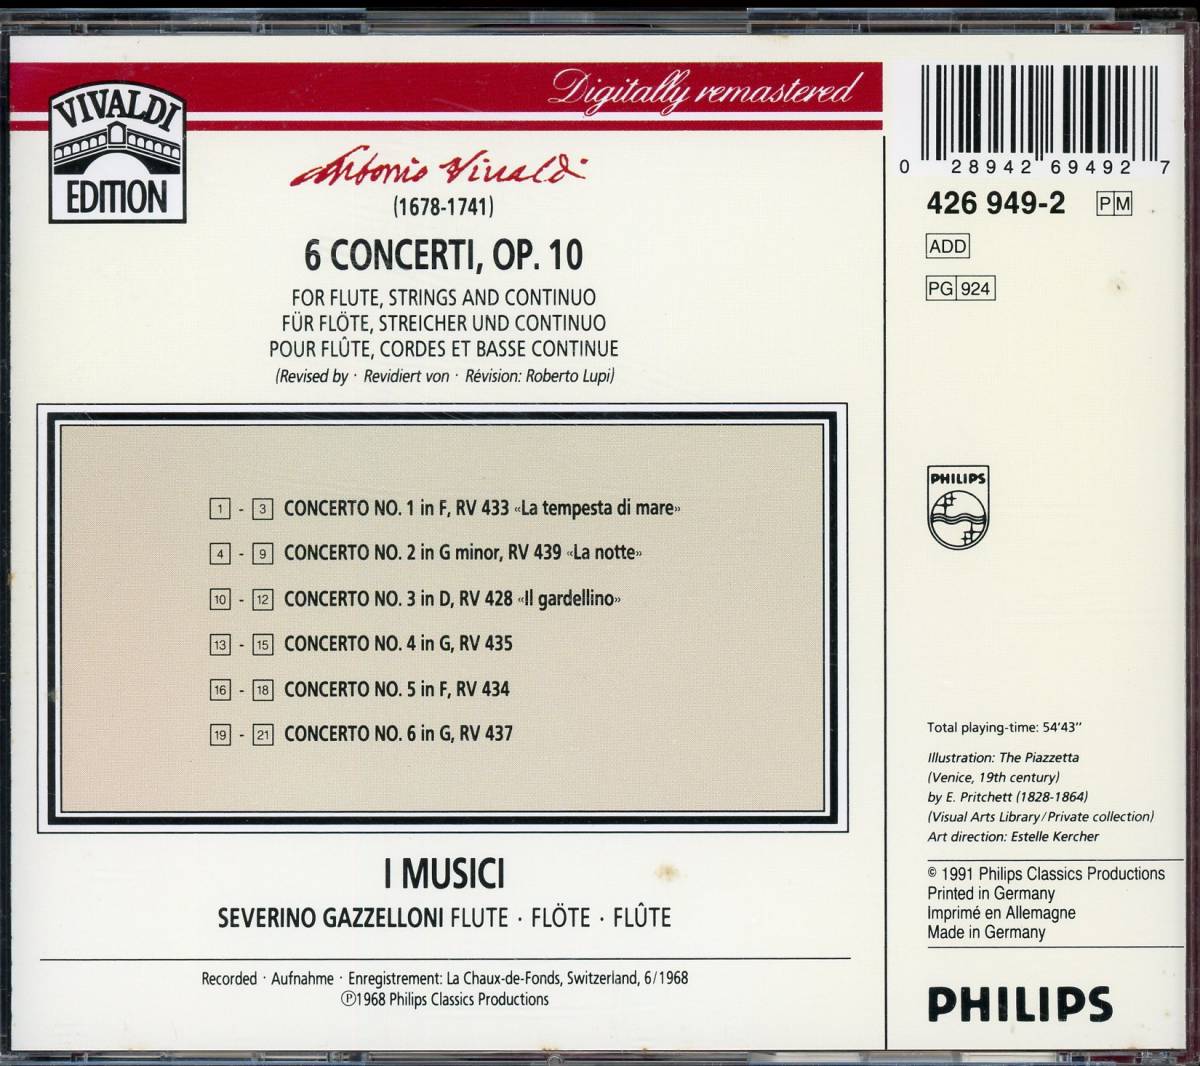 Digitally remastered
VIVALDI
EDITION
Antonio Vivaldi
(1678-1741)
6 CONCERTI, OP. 10
FOR FLUTE, STRINGS AND CONTINUO
FÜR FLÖTE, STREICHER UND CONTINUO
POUR FLÛTE, CORDES ET BASSE CONTINUE
(Revised by · Revidiert von · Révision: Roberto Lupi)
1 - 3 CONCERTO NO. 1 in F, RV 433 «La tempesta di mare»
4 - 9 CONCERTO NO. 2 in G minor, RV 439 «La notte»
10 - 12 CONCERTO NO. 3 in D, RV 428 «Il gardellino»
13 - 15 CONCERTO NO. 4 in G, RV 435
16 - 18 CONCERTO NO. 5 in F, RV 434
19 - 21 CONCERTO NO. 6 in G, RV 437
I MUSICI
SEVERINO GAZZELLONI FLUTE · FLÖTE · FLÛTE
Recorded · Aufnahme · Enregistrement: La Chaux-de-Fonds, Switzerland, 6/1968
℗1968 Philips Classics Productions
0 28942 69492 7
426 949-2 PM
ADD
PG 924
PHILIPS
Total playing-time: 54'43"
Illustration: The Piazzetta
(Venice, 19th century)
by E. Pritchett (1828-1864)
(Visual Arts Library/Private collection)
Art direction: Estelle Kercher
© 1991 Philips Classics Productions
Printed in Germany
Imprimé en Allemagne
Made in Germany
PHILIPS